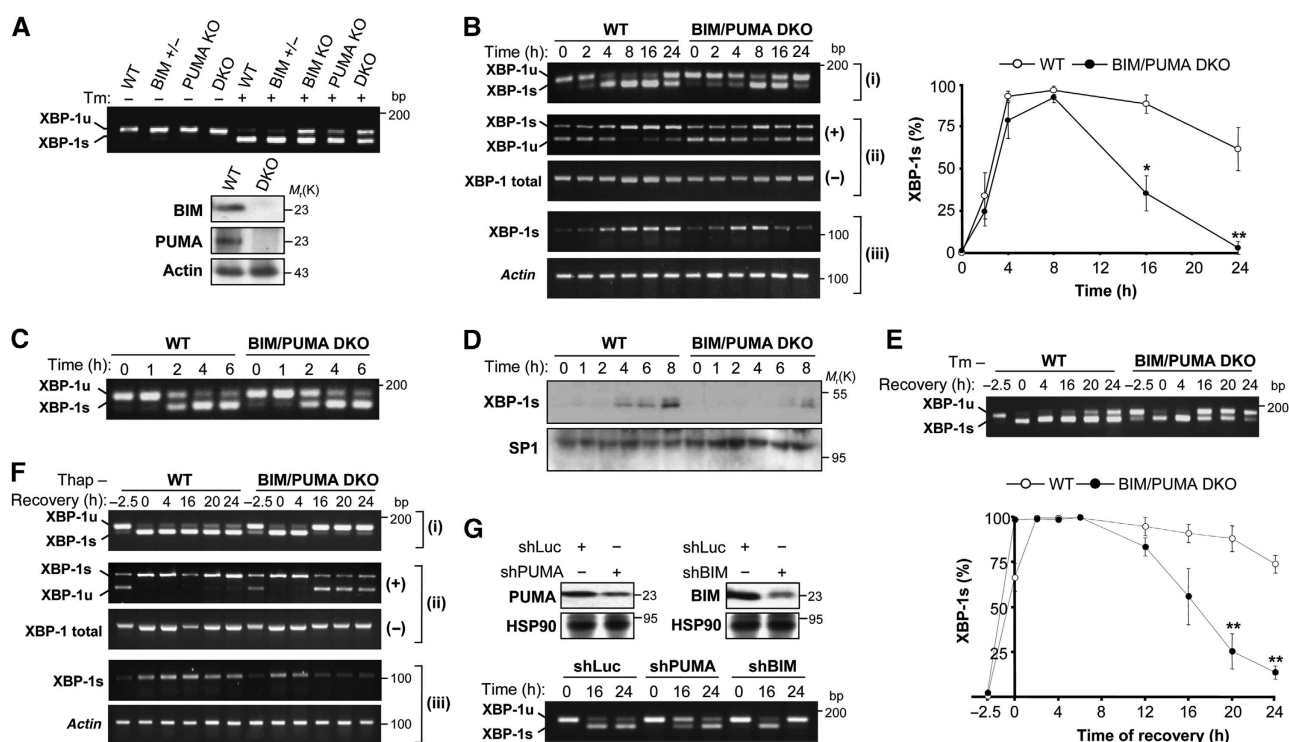 A
WT
BIM +/–
PUMA KO
DKO
WT
BIM +/–
BIM KO
PUMA KO
DKO
Tm: – – – – + + + + + bp
XBP-1u
XBP-1s
200
WT
DKO
Mr(K)
BIM
23
PUMA
23
Actin
43
B
WT BIM/PUMA DKO
Time (h): 0 2 4 8 16 24 0 2 4 8 16 24 bp
XBP-1u
XBP-1s
200
(i)
XBP-1s
XBP-1u
(+)
XBP-1 total
(–)
(ii)
XBP-1s
100
Actin
100
(iii)
WT BIM/PUMA DKO
XBP-1s (%)
100
75
50
25
0
*
**
0 4 8 12 16 20 24
Time (h)
C
WT BIM/PUMA DKO
Time (h): 0 1 2 4 6 0 1 2 4 6
XBP-1u
XBP-1s
200
D
WT BIM/PUMA DKO
Time (h): 0 1 2 4 6 8 0 1 2 4 6 8
Mr(K)
XBP-1s
55
SP1
95
E
Tm – WT BIM/PUMA DKO
Recovery (h): –2.5 0 4 16 20 24 –2.5 0 4 16 20 24 bp
XBP-1u
XBP-1s
200
WT BIM/PUMA DKO
XBP-1s (%)
100
75
50
25
**
**
–2.5 0 4 8 12 16 20 24
Time of recovery (h)
F
Thap – WT BIM/PUMA DKO
Recovery (h): –2.5 0 4 16 20 24 –2.5 0 4 16 20 24 bp
XBP-1u
XBP-1s
200
(i)
XBP-1s
XBP-1u
(+)
XBP-1 total
(–)
(ii)
XBP-1s
100
Actin
100
(iii)
G
shLuc + –
shPUMA – +
PUMA
23
HSP90
95
shLuc + –
shBIM – +
BIM
23
HSP90
95
shLuc shPUMA shBIM
Time (h): 0 16 24 0 16 24 0 16 24 bp
XBP-1u
XBP-1s
200